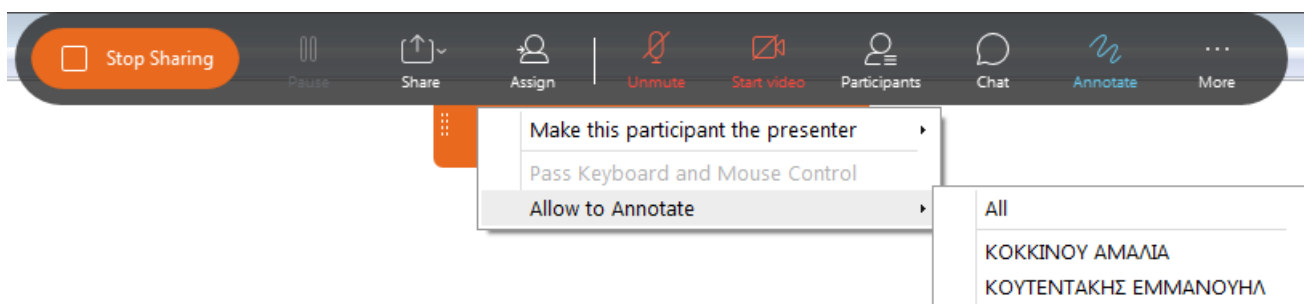 Stop Sharing
Pause
Share
Assign
Unmute
Start video
Participants
Chat
Annotate
More
Make this participant the presenter
Pass Keyboard and Mouse Control
Allow to Annotate
All
ΚΟΚΚΙΝΟΥ ΑΜΑΛΙΑ
ΚΟΥΤΕΝΤΑΚΗΣ ΕΜΜΑΝΟΥΗΛ